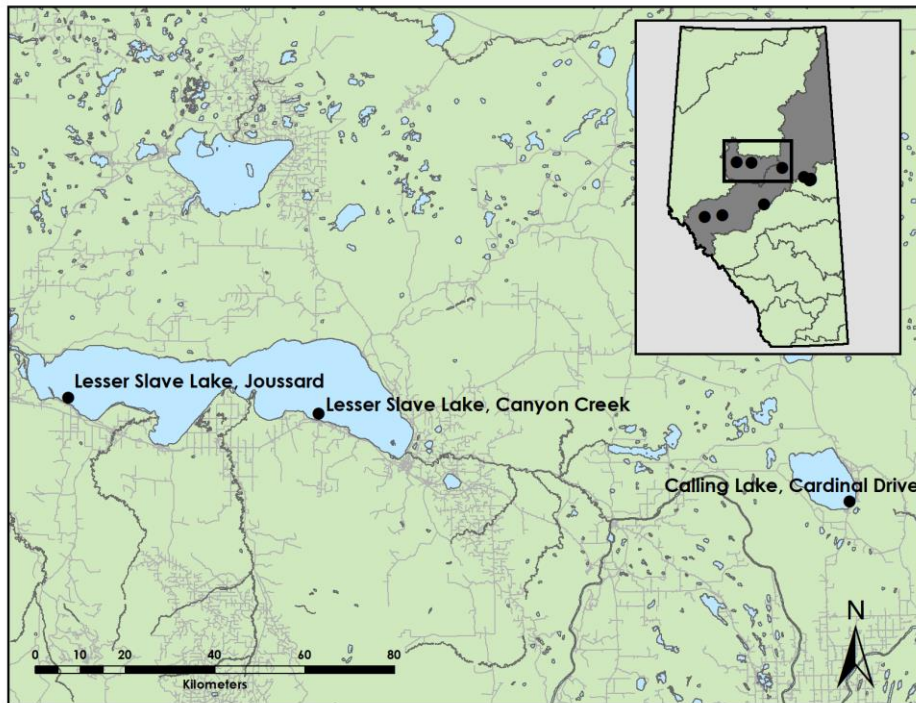 Lesser Slave Lake, Joussard
Lesser Slave Lake, Canyon Creek
Calling Lake, Cardinal Drive
N
0 10 20 40 60 80
Kilometers